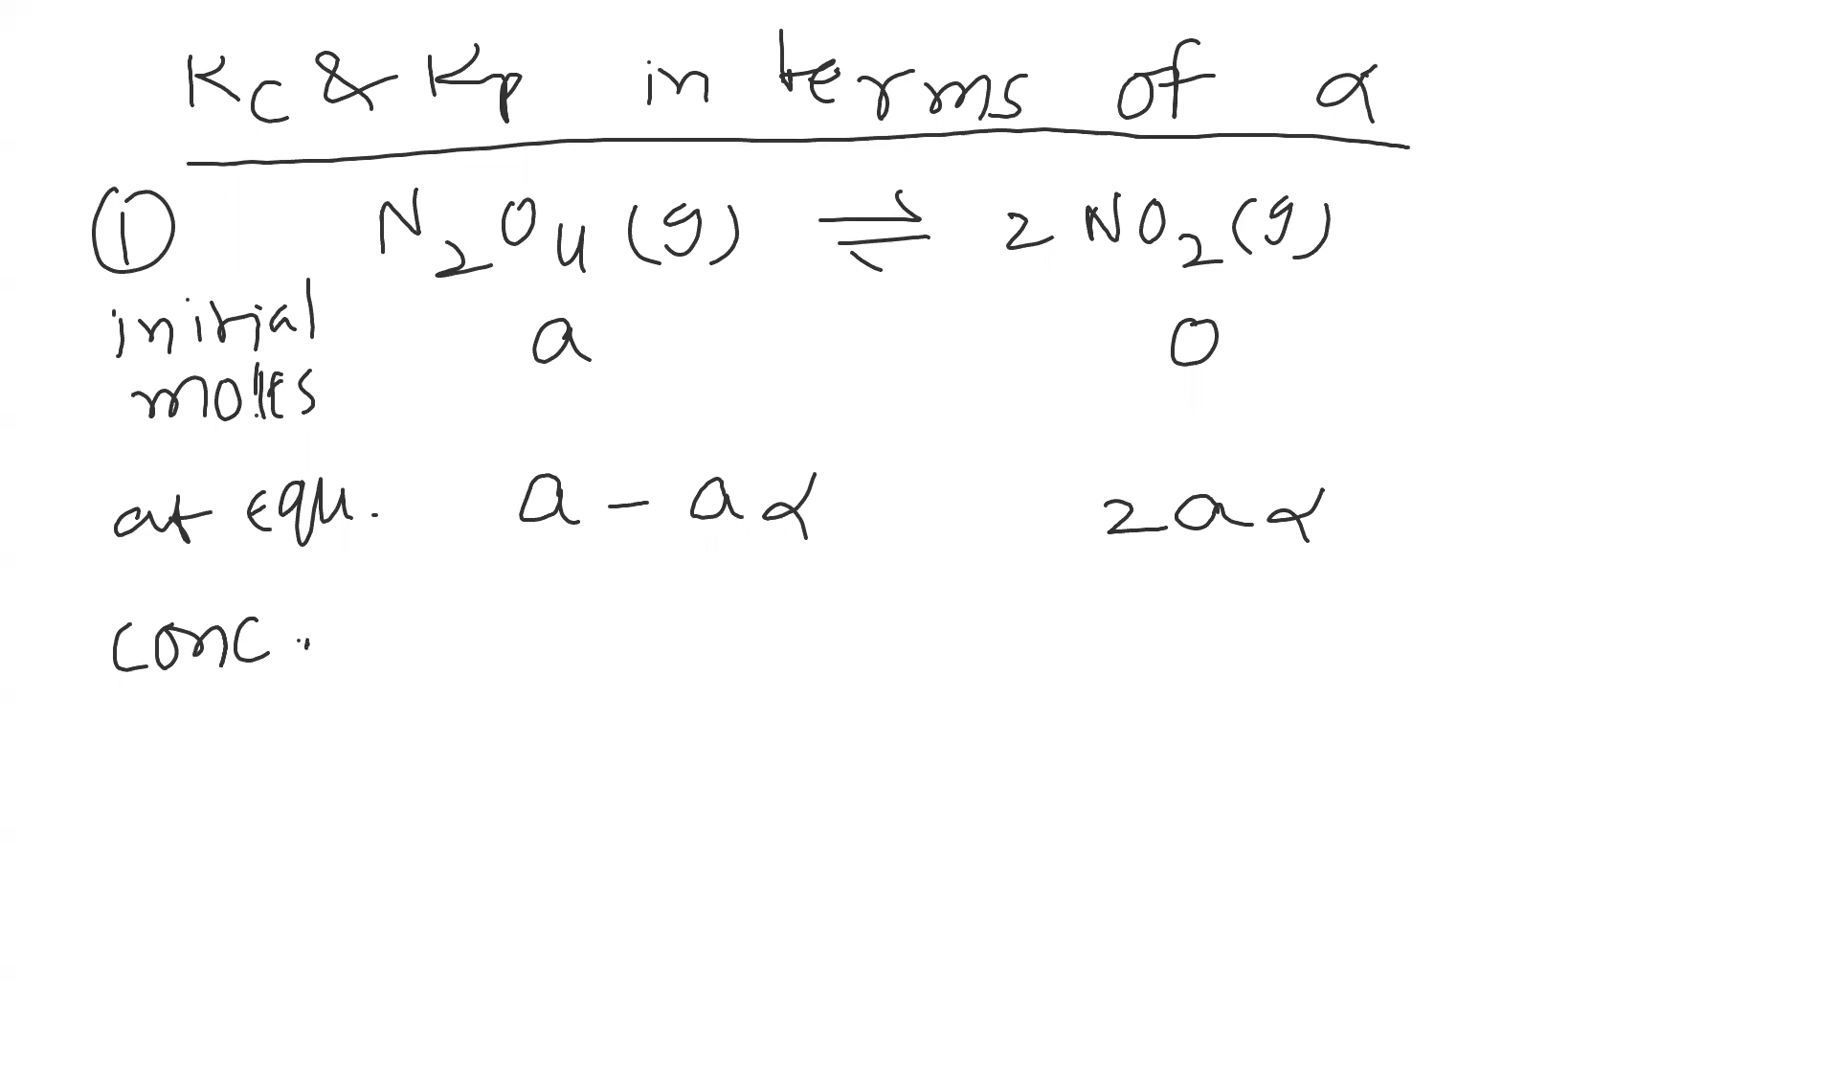 Kc & Kp in terms of α
① N₂O₄(g) ⇌ 2NO₂(g)
initial moles a 0
at equ. a - aα 2aα
conc.